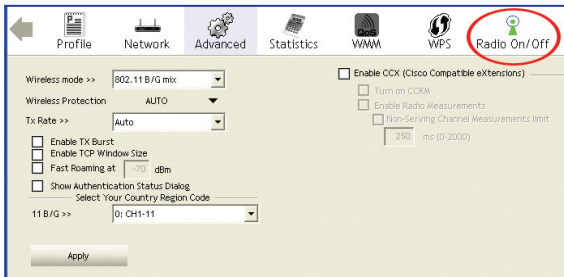 Profile Network Advanced Statistics QoS WMM WPS Radio On/Off
Wireless mode >> 802.11 B/G mix
Wireless Protection AUTO
Tx Rate >> Auto
Enable TX Burst
Enable TCP Window Size
Fast Roaming at -70 dBm
Show Authentication Status Dialog
Select Your Country Region Code
11 B/G >> 0: CH1-11
Apply
Enable CCX (Cisco Compatible eXtensions)
Turn on CCKM
Enable Radio Measurements
Non-Serving Channel Measurements limit
250 ms (0-2000)